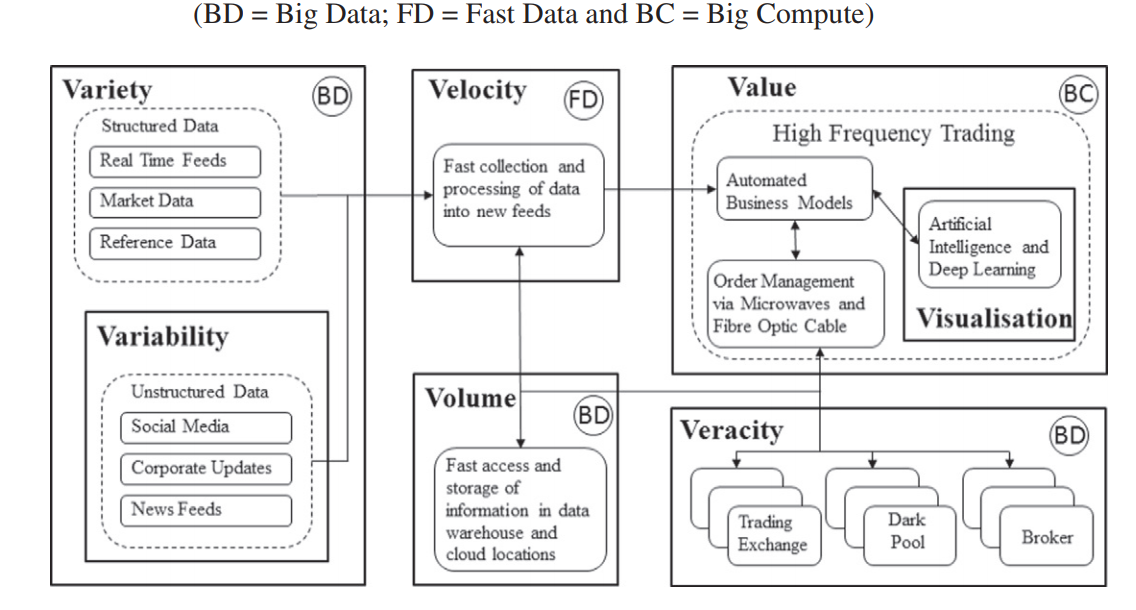 (BD = Big Data; FD = Fast Data and BC = Big Compute)
Variety
BD
Structured Data
Real Time Feeds
Market Data
Reference Data
Variability
Unstructured Data
Social Media
Corporate Updates
News Feeds
Velocity
FD
Fast collection and
processing of data
into new feeds
Volume
BD
Fast access and
storage of
information in data
warehouse and
cloud locations
Value
BC
High Frequency Trading
Automated
Business Models
Artificial
Intelligence and
Deep Learning
Visualisation
Order Management
via Microwaves and
Fibre Optic Cable
Veracity
BD
Trading
Exchange
Dark
Pool
Broker